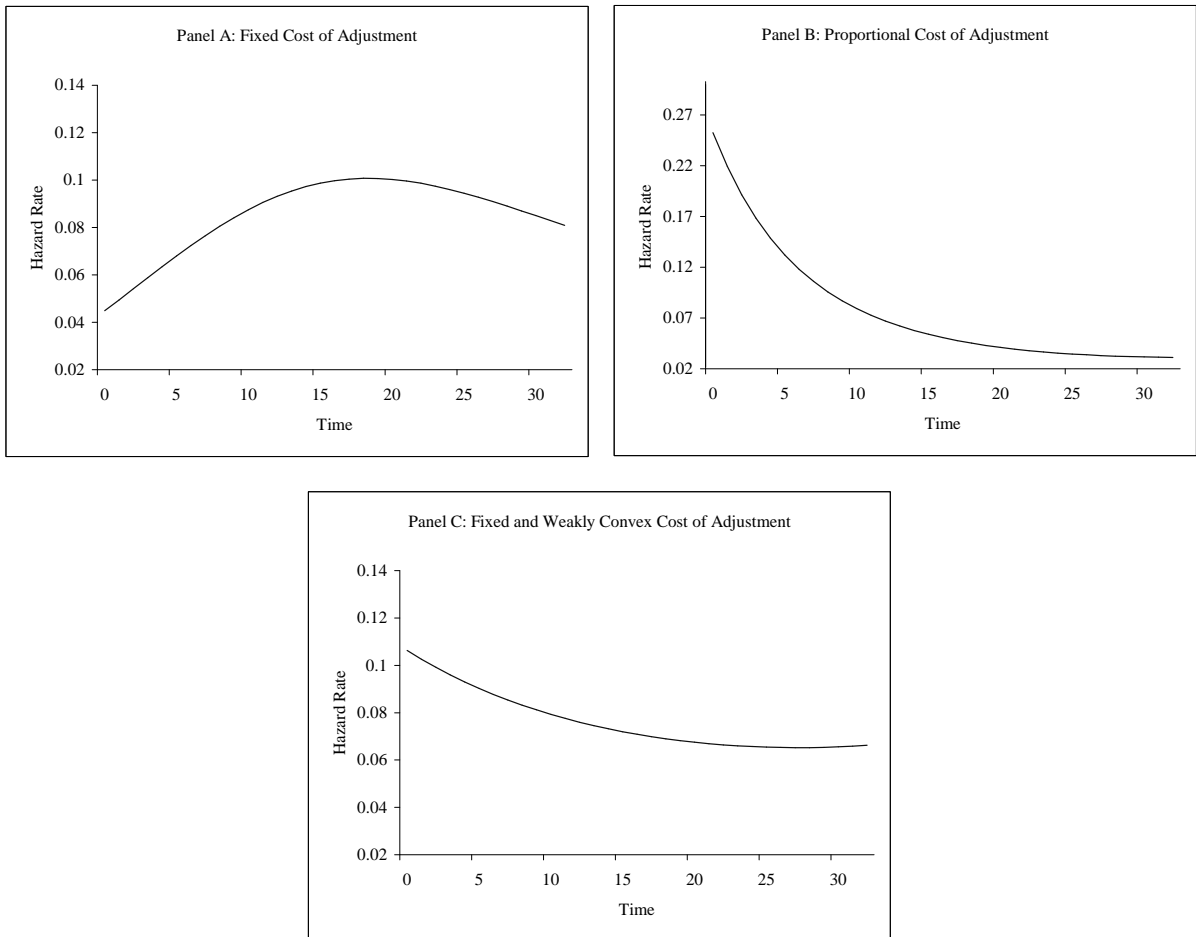 Panel A: Fixed Cost of Adjustment
0.14
0.12
0.1
0.08
0.06
0.04
0.02
Hazard Rate
0 5 10 15 20 25 30
Time
Panel B: Proportional Cost of Adjustment
0.27
0.22
0.17
0.12
0.07
0.02
Hazard Rate
0 5 10 15 20 25 30
Time
Panel C: Fixed and Weakly Convex Cost of Adjustment
0.14
0.12
0.1
0.08
0.06
0.04
0.02
Hazard Rate
0 5 10 15 20 25 30
Time